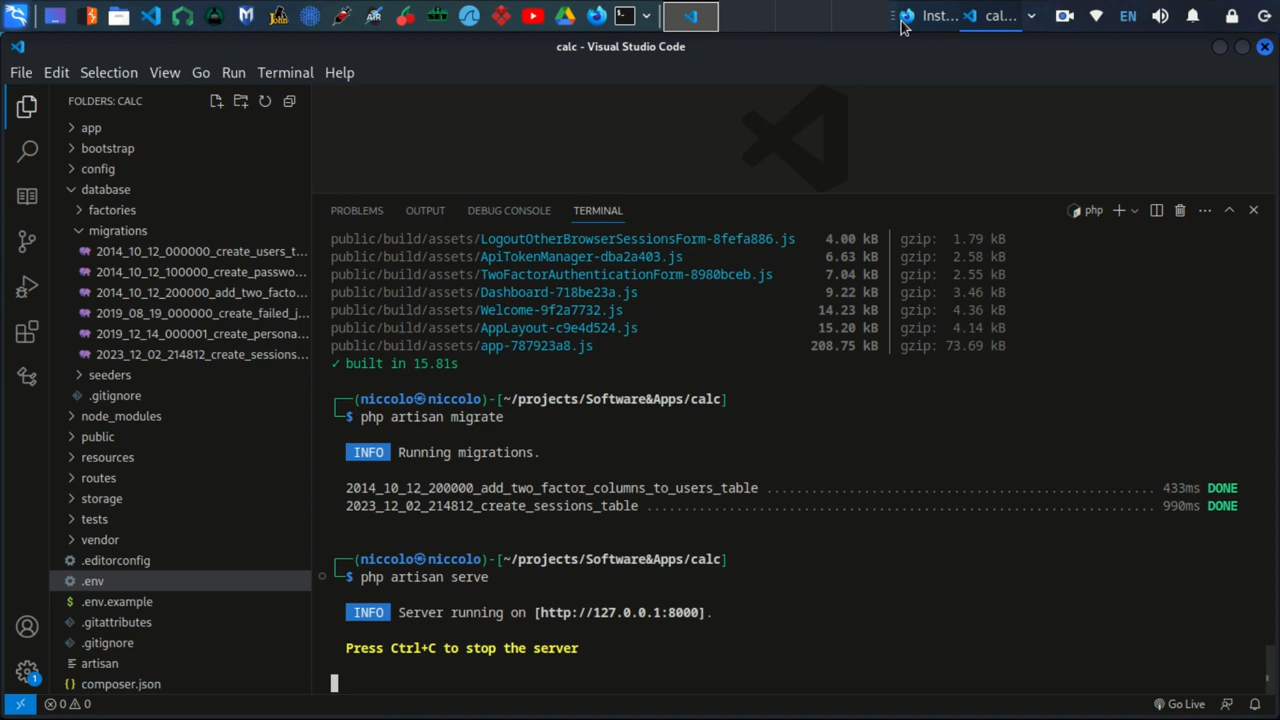 Inst...
cal...
EN
calc - Visual Studio Code
File Edit Selection View Go Run Terminal Help
FOLDERS: CALC
app
bootstrap
config
database
factories
migrations
2014_10_12_000000_create_users_t...
2014_10_12_100000_create_passwo...
2014_10_12_200000_add_two_facto...
2019_08_19_000000_create_failed_j...
2019_12_14_000001_create_persona...
2023_12_02_214812_create_sessions...
seeders
.gitignore
node_modules
public
resources
routes
storage
tests
vendor
.editorconfig
.env
.env.example
.gitattributes
.gitignore
artisan
composer.json
PROBLEMS OUTPUT DEBUG CONSOLE TERMINAL
php
public/build/assets/LogoutOtherBrowserSessionsForm-8fefa886.js 4.00 kB │ gzip: 1.79 kB
public/build/assets/ApiTokenManager-dba2a403.js 6.63 kB │ gzip: 2.58 kB
public/build/assets/TwoFactorAuthenticationForm-8980bceb.js 7.04 kB │ gzip: 2.55 kB
public/build/assets/Dashboard-718be23a.js 9.22 kB │ gzip: 3.46 kB
public/build/assets/Welcome-9f2a7732.js 14.23 kB │ gzip: 4.36 kB
public/build/assets/AppLayout-c9e4d524.js 15.20 kB │ gzip: 4.14 kB
public/build/assets/app-787923a8.js 208.75 kB │ gzip: 73.69 kB
✓ built in 15.81s
┌──(niccolo㉿niccolo)-[~/projects/Software&Apps/calc]
└─$ php artisan migrate
INFO Running migrations.
2014_10_12_200000_add_two_factor_columns_to_users_table ........ 433ms DONE
2023_12_02_214812_create_sessions_table ........ 990ms DONE
┌──(niccolo㉿niccolo)-[~/projects/Software&Apps/calc]
└─$ php artisan serve
INFO Server running on [http://127.0.0.1:8000].
Press Ctrl+C to stop the server
1
0 0
Go Live